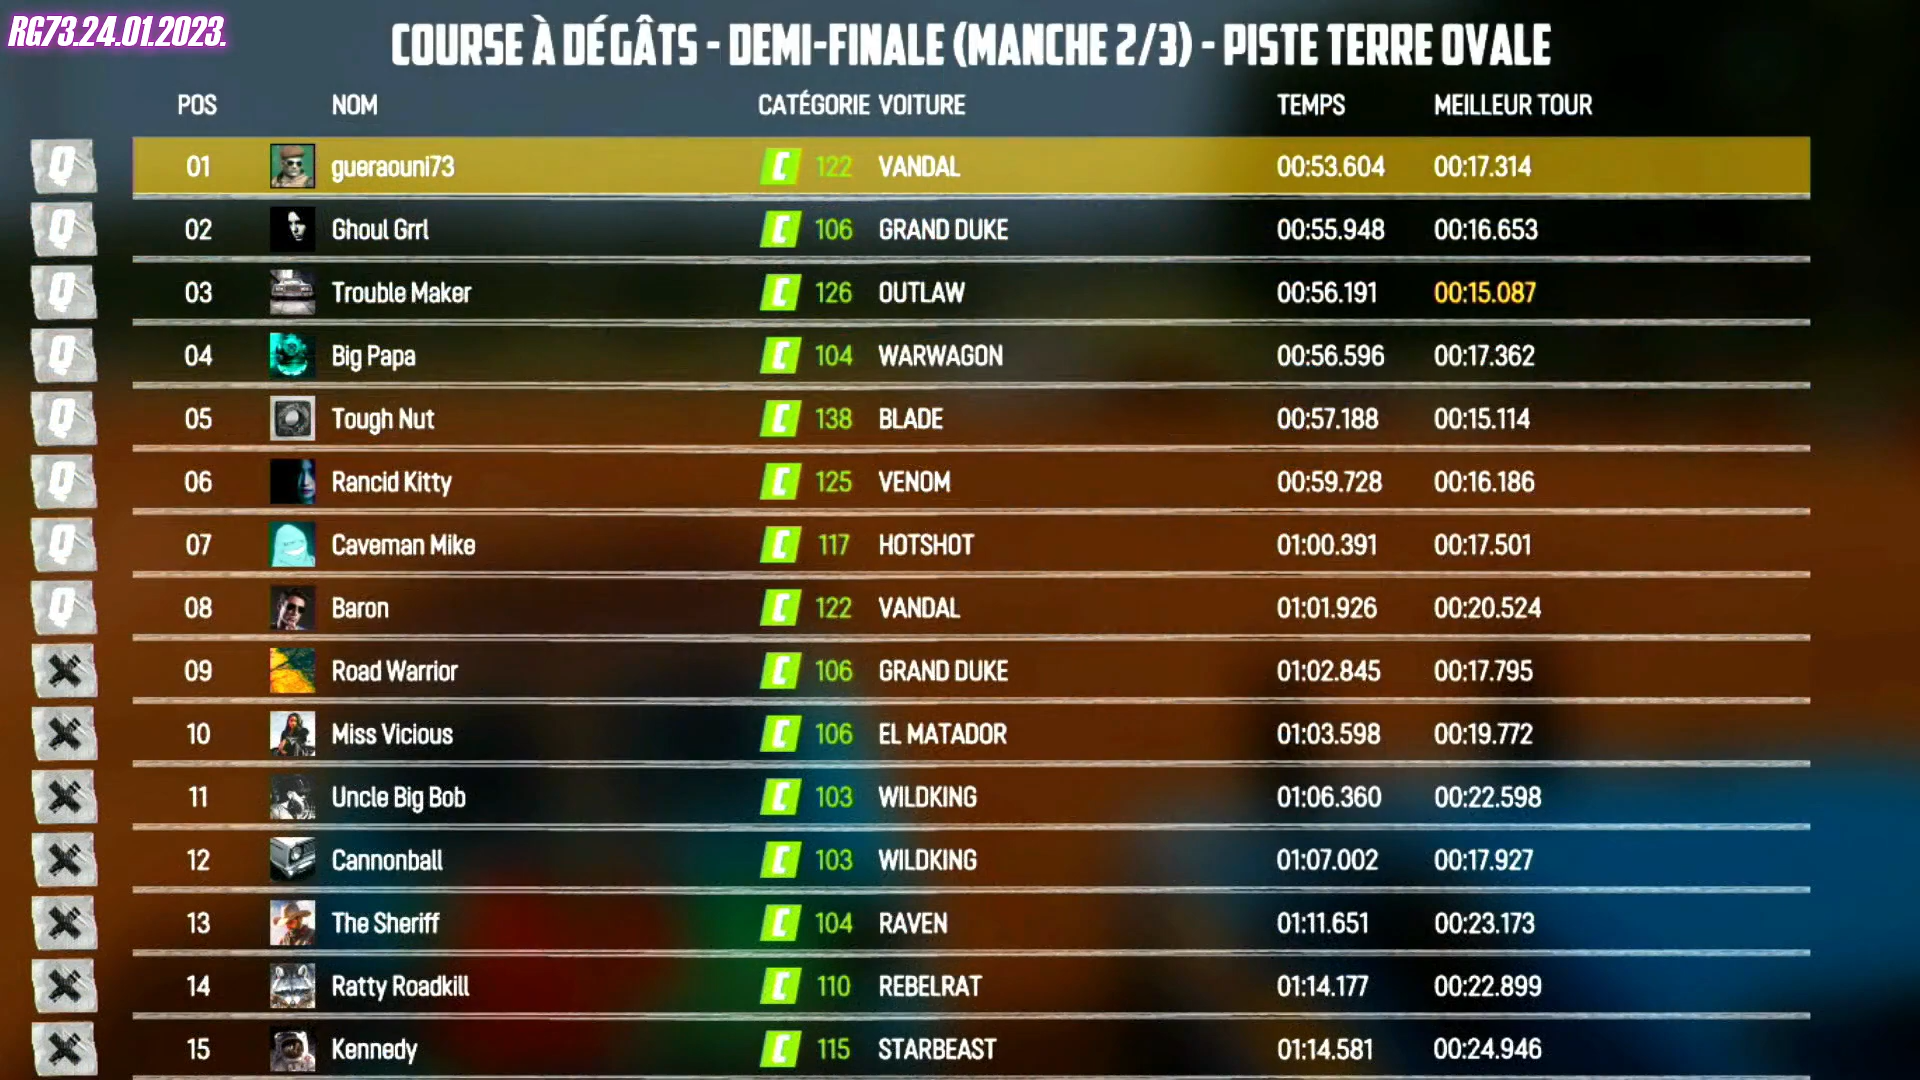 RG73.24.01.2023.
COURSE À DÉGÂTS - DEMI-FINALE (MANCHE 2/3) - PISTE TERRE OVALE
POS NOM CATÉGORIE VOITURE TEMPS MEILLEUR TOUR
Q 01 gueraouni73 C 122 VANDAL 00:53.604 00:17.314
Q 02 Ghoul Grrl C 106 GRAND DUKE 00:55.948 00:16.653
Q 03 Trouble Maker C 126 OUTLAW 00:56.191 00:15.087
Q 04 Big Papa C 104 WARWAGON 00:56.596 00:17.362
Q 05 Tough Nut C 138 BLADE 00:57.188 00:15.114
Q 06 Rancid Kitty C 125 VENOM 00:59.728 00:16.186
Q 07 Caveman Mike C 117 HOTSHOT 01:00.391 00:17.501
Q 08 Baron C 122 VANDAL 01:01.926 00:20.524
09 Road Warrior C 106 GRAND DUKE 01:02.845 00:17.795
10 Miss Vicious C 106 EL MATADOR 01:03.598 00:19.772
11 Uncle Big Bob C 103 WILDKING 01:06.360 00:22.598
12 Cannonball C 103 WILDKING 01:07.002 00:17.927
13 The Sheriff C 104 RAVEN 01:11.651 00:23.173
14 Ratty Roadkill C 110 REBELRAT 01:14.177 00:22.899
15 Kennedy C 115 STARBEAST 01:14.581 00:24.946